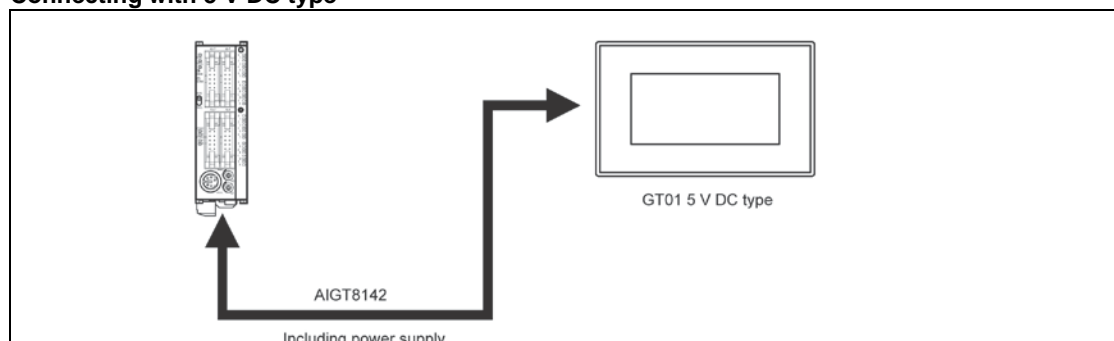 Connecting with 5 V DC type
GT01 5 V DC type
AIGT8142
Including power supply